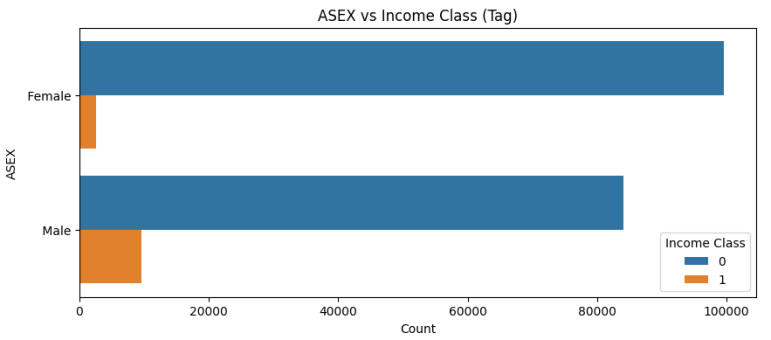 ASEX vs Income Class (Tag)
ASEX
Female
Male
Income Class
0
1
0 20000 40000 60000 80000 100000
Count